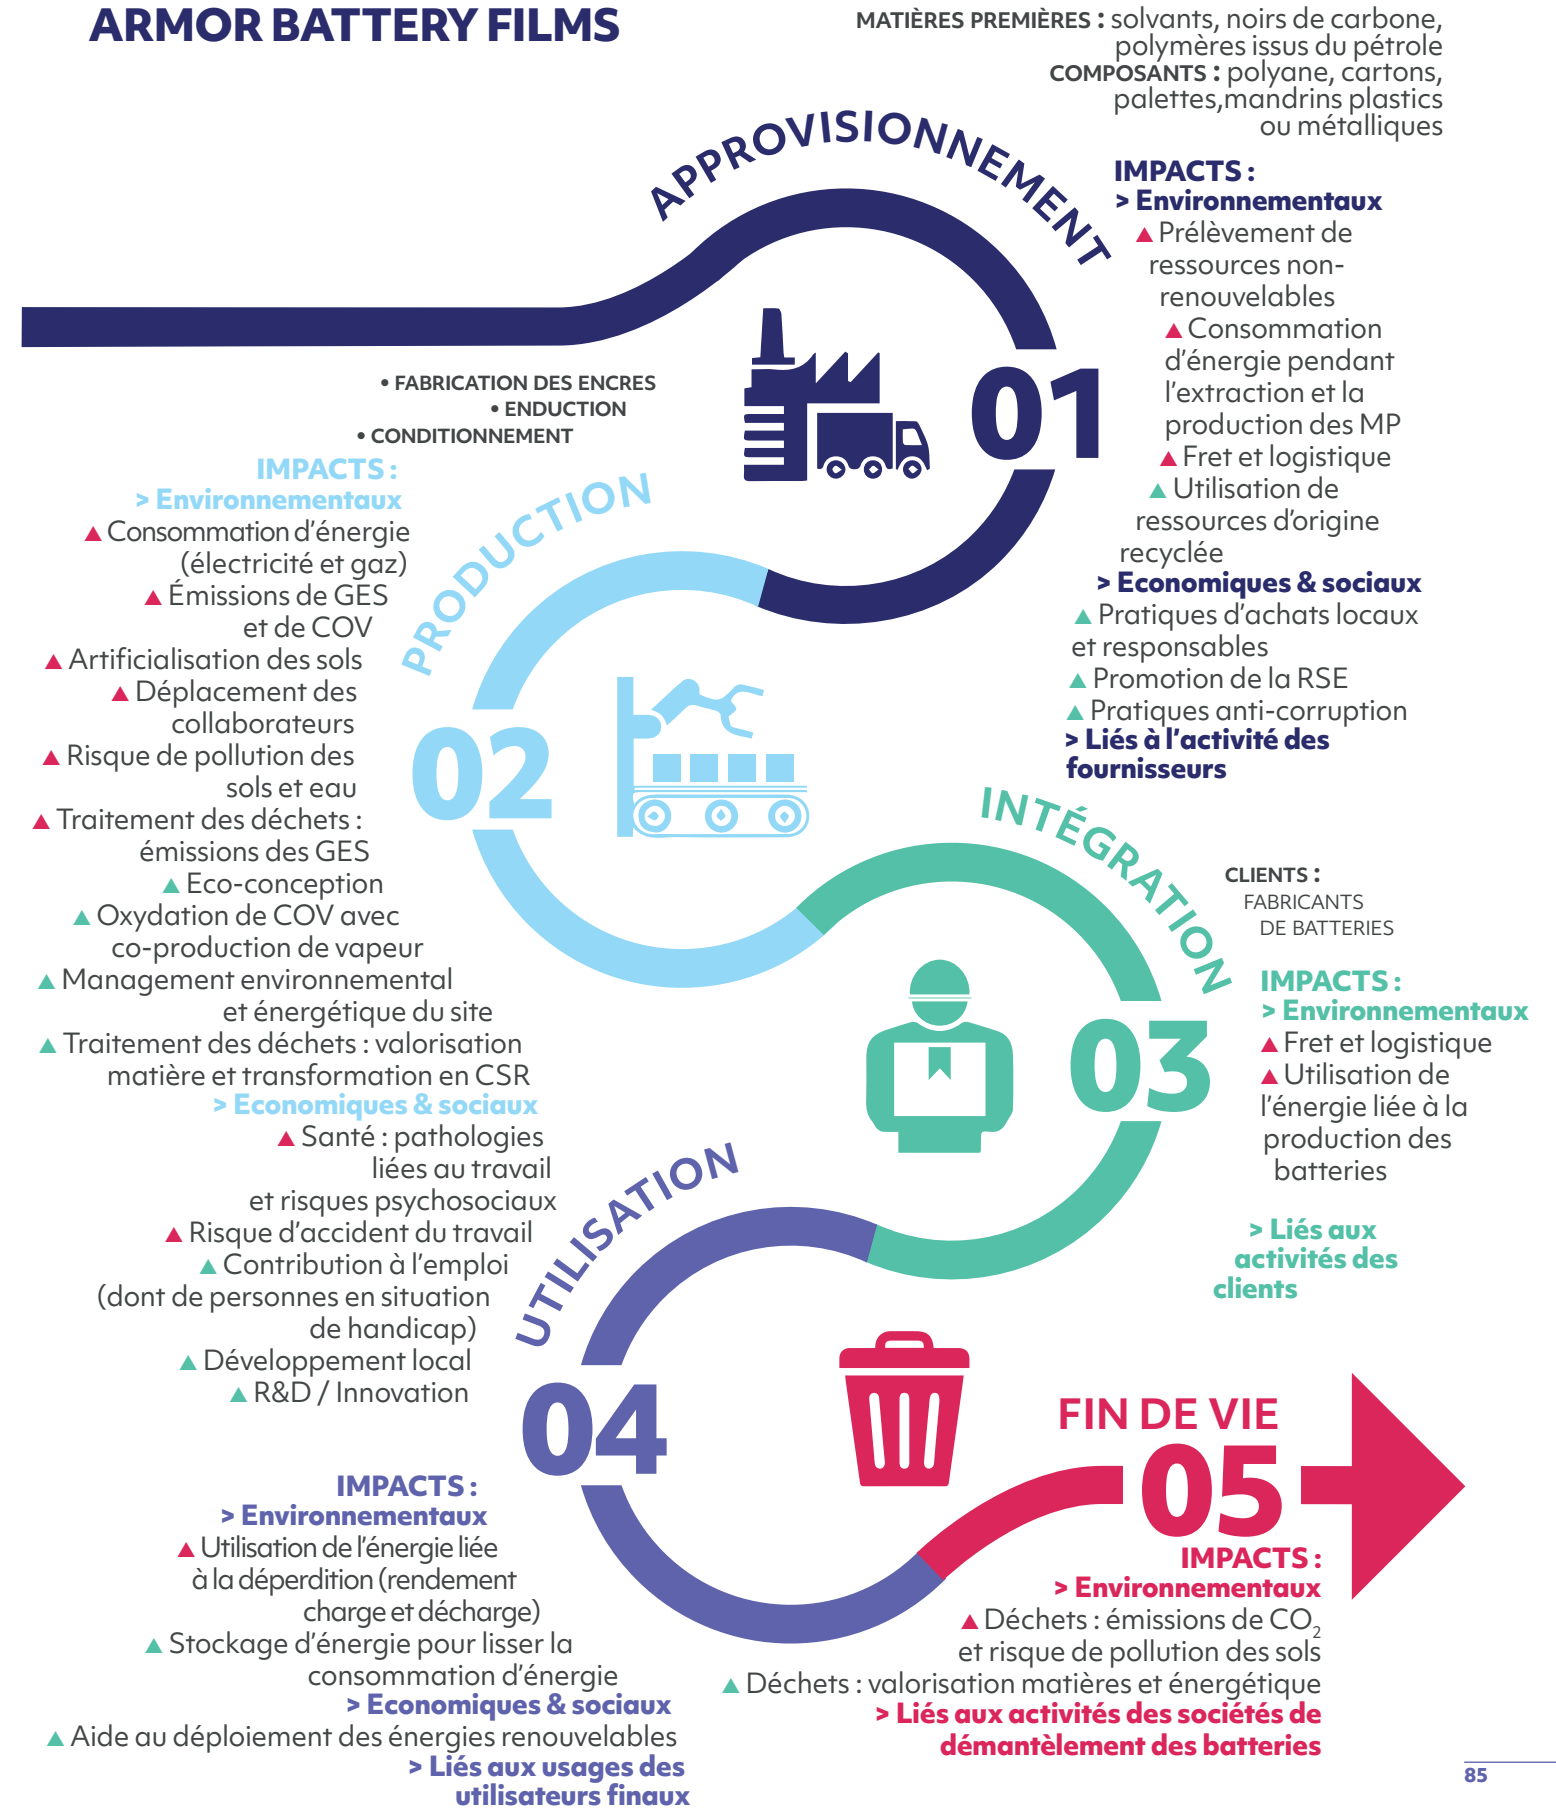 ARMOR BATTERY FILMS
MATIÈRES PREMIÈRES : solvants, noirs de carbone,
polymères issus du pétrole
COMPOSANTS : polyane, cartons,
palettes,mandrins plastics
ou métalliques
APPROVISIONNEMENT
01
IMPACTS :
> Environnementaux
▲ Prélèvement de
ressources non-
renouvelables
▲ Consommation
d'énergie pendant
l'extraction et la
production des MP
▲ Fret et logistique
▲ Utilisation de
ressources d'origine
recyclée
> Economiques & sociaux
▲ Pratiques d'achats locaux
et responsables
▲ Promotion de la RSE
▲ Pratiques anti-corruption
> Liés à l'activité des
fournisseurs
• FABRICATION DES ENCRES
• ENDUCTION
• CONDITIONNEMENT
PRODUCTION
02
IMPACTS :
> Environnementaux
▲ Consommation d'énergie
(électricité et gaz)
▲ Émissions de GES
et de COV
▲ Artificialisation des sols
▲ Déplacement des
collaborateurs
▲ Risque de pollution des
sols et eau
▲ Traitement des déchets :
émissions des GES
▲ Eco-conception
▲ Oxydation de COV avec
co-production de vapeur
▲ Management environnemental
et énergétique du site
▲ Traitement des déchets : valorisation
matière et transformation en CSR
> Economiques & sociaux
▲ Santé : pathologies
liées au travail
et risques psychosociaux
▲ Risque d'accident du travail
▲ Contribution à l'emploi
(dont de personnes en situation
de handicap)
▲ Développement local
▲ R&D / Innovation
INTÉGRATION
03
CLIENTS :
FABRICANTS
DE BATTERIES
IMPACTS :
> Environnementaux
▲ Fret et logistique
▲ Utilisation de
l'énergie liée à la
production des
batteries
> Liés aux
activités des
clients
UTILISATION
04
IMPACTS :
> Environnementaux
▲ Utilisation de l'énergie liée
à la déperdition (rendement
charge et décharge)
▲ Stockage d'énergie pour lisser la
consommation d'énergie
> Economiques & sociaux
▲ Aide au déploiement des énergies renouvelables
> Liés aux usages des
utilisateurs finaux
FIN DE VIE
05
IMPACTS :
> Environnementaux
▲ Déchets : émissions de CO₂
et risque de pollution des sols
▲ Déchets : valorisation matières et énergétique
> Liés aux activités des sociétés de
démantèlement des batteries
85